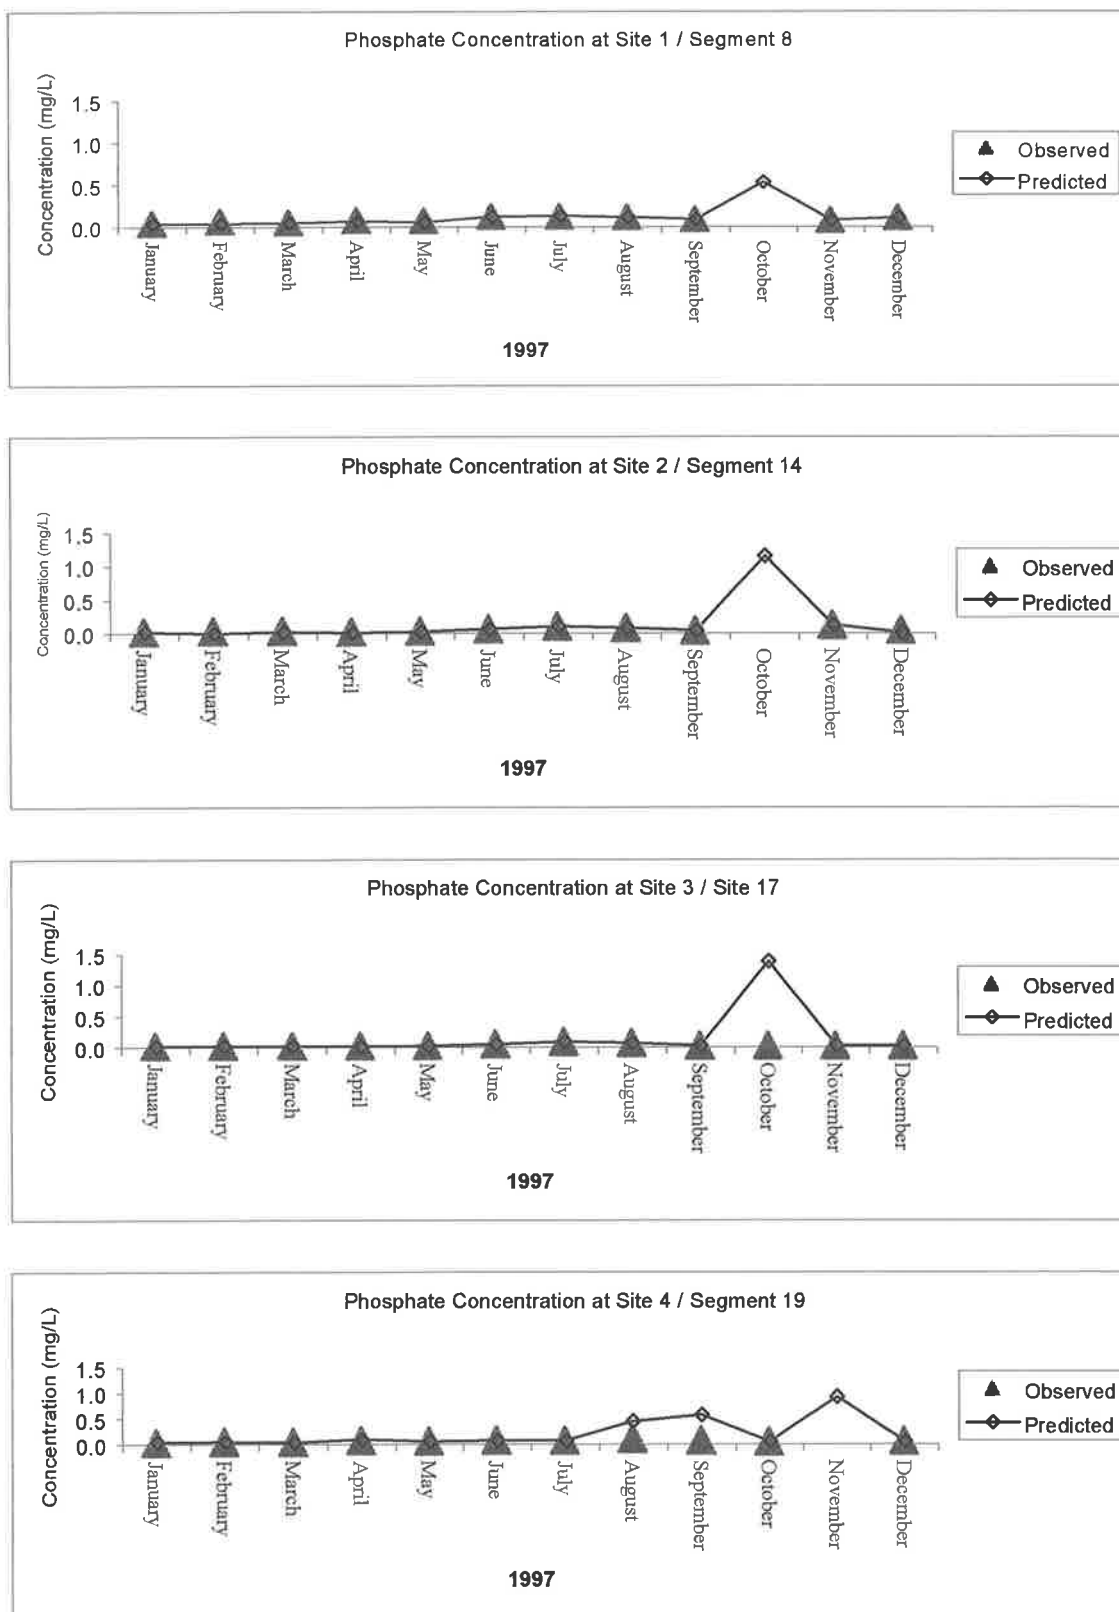 Phosphate Concentration at Site 1 / Segment 8
Concentration (mg/L)
1.5
1.0
0.5
0.0
January
February
March
April
May
June
July
August
September
October
November
December
1997
Observed
Predicted
Phosphate Concentration at Site 2 / Segment 14
Concentration (mg/L)
1.5
1.0
0.5
0.0
January
February
March
April
May
June
July
August
September
October
November
December
1997
Observed
Predicted
Phosphate Concentration at Site 3 / Site 17
Concentration (mg/L)
1.5
1.0
0.5
0.0
January
February
March
April
May
June
July
August
September
October
November
December
1997
Observed
Predicted
Phosphate Concentration at Site 4 / Segment 19
Concentration (mg/L)
1.5
1.0
0.5
0.0
January
February
March
April
May
June
July
August
September
October
November
December
1997
Observed
Predicted